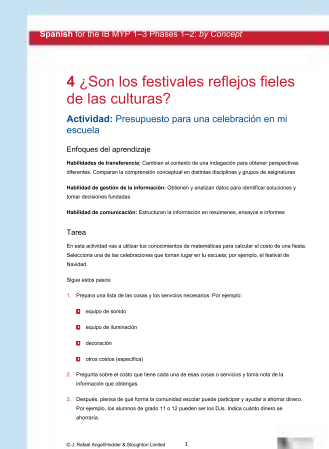 Spanish for the IB MYP 1–3 Phases 1–2: by Concept
4 ¿Son los festivales reflejos fieles
de las culturas?
Actividad: Presupuesto para una celebración en mi
escuela
Enfoques del aprendizaje
Habilidades de transferencia: Cambian el contexto de una indagación para obtener perspectivas
diferentes. Comparan la comprensión conceptual en distintas disciplinas y grupos de asignaturas
Habilidad de gestión de la información: Obtienen y analizan datos para identificar soluciones y
tomar decisiones fundadas
Habilidad de comunicación: Estructuran la información en resúmenes, ensayos e informes
Tarea
En esta actividad vas a utilizar tus conocimientos de matemáticas para calcular el costo de una fiesta.
Selecciona una de las celebraciones que toman lugar en tu escuela; por ejemplo, el festival de
Navidad.
Sigue estos pasos:
1. Prepara una lista de las cosas y los servicios necesarios. Por ejemplo:
equipo de sonido
equipo de iluminación
decoración
otros costos (especifica)
2. Pregunta sobre el costo que tiene cada una de esas cosas o servicios y toma nota de la
información que obtengas.
3. Después, piensa de qué forma la comunidad escolar puede participar y ayudar a ahorrar dinero.
Por ejemplo, los alumnos de grado 11 o 12 pueden ser los DJs. Indica cuánto dinero se
ahorraría.
© J. Rafael Angel/Hodder & Stoughton Limited 1